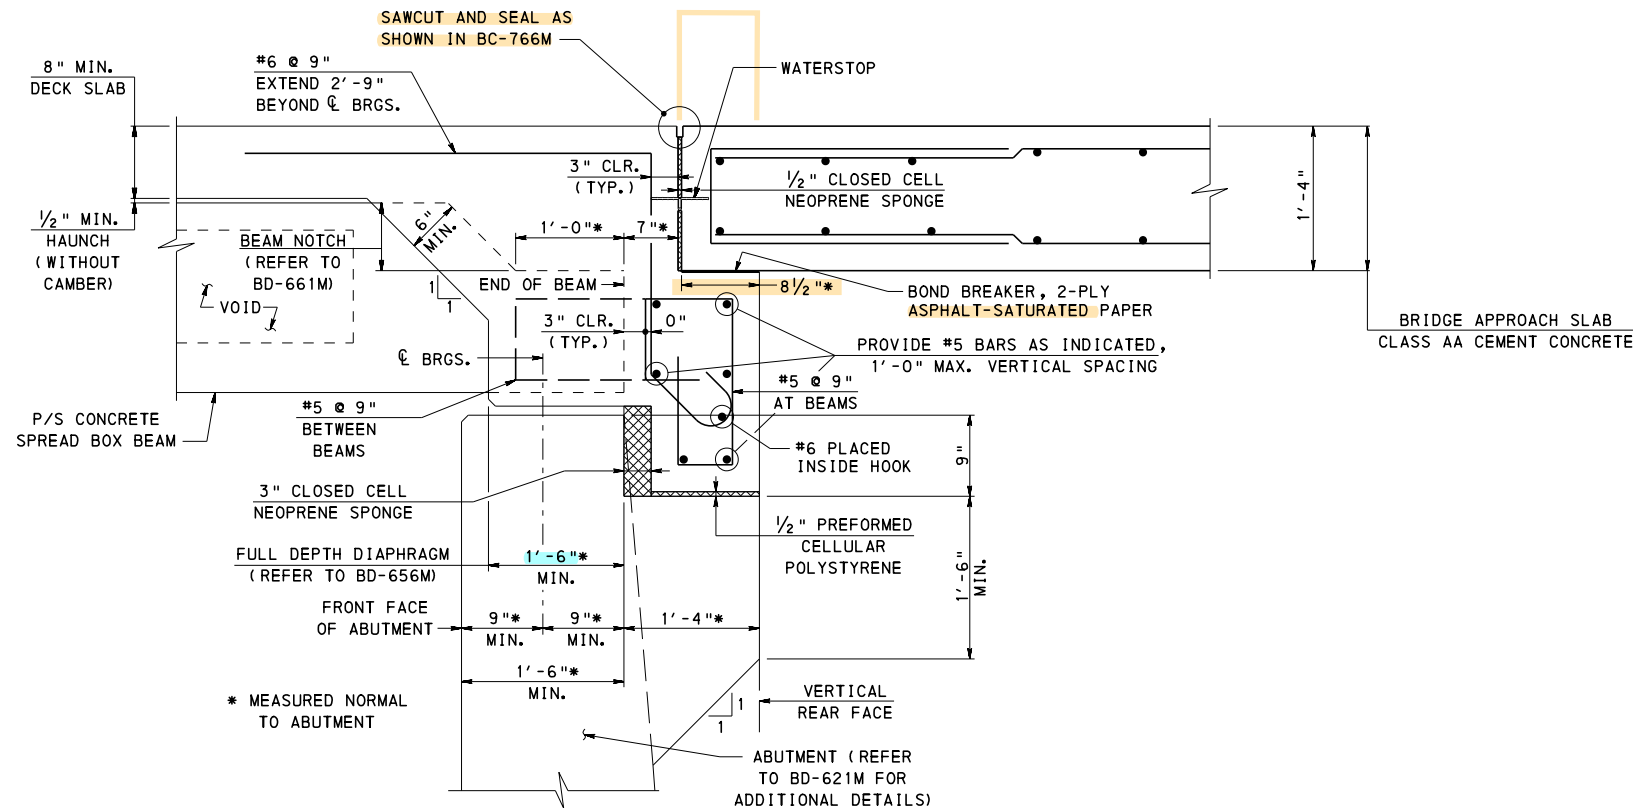 SAWCUT AND SEAL AS
SHOWN IN BC-766M
8" MIN.
DECK SLAB
#6 @ 9"
EXTEND 2'-9"
BEYOND ℄ BRGS.
WATERSTOP
3" CLR.
(TYP.)
1/2" CLOSED CELL
NEOPRENE SPONGE
1'-4"
1/2" MIN.
HAUNCH
(WITHOUT
CAMBER)
6"
MIN.
BEAM NOTCH
(REFER TO
BD-661M)
1'-0"*
7"*
VOID
1
1
END OF BEAM
8 1/2"*
BOND BREAKER, 2-PLY
ASPHALT-SATURATED PAPER
BRIDGE APPROACH SLAB
CLASS AA CEMENT CONCRETE
3" CLR.
(TYP.)
0"
℄ BRGS.
PROVIDE #5 BARS AS INDICATED,
1'-0" MAX. VERTICAL SPACING
#5 @ 9"
AT BEAMS
P/S CONCRETE
SPREAD BOX BEAM
#5 @ 9"
BETWEEN
BEAMS
#6 PLACED
INSIDE HOOK
9"
3" CLOSED CELL
NEOPRENE SPONGE
1/2" PREFORMED
CELLULAR
POLYSTYRENE
FULL DEPTH DIAPHRAGM
(REFER TO BD-656M)
1'-6"*
MIN.
1'-6"
MIN.
FRONT FACE
OF ABUTMENT
9"*
MIN.
9"*
MIN.
1'-4"*
1'-6"*
MIN.
* MEASURED NORMAL
TO ABUTMENT
1
1
VERTICAL
REAR FACE
ABUTMENT (REFER
TO BD-621M FOR
ADDITIONAL DETAILS)